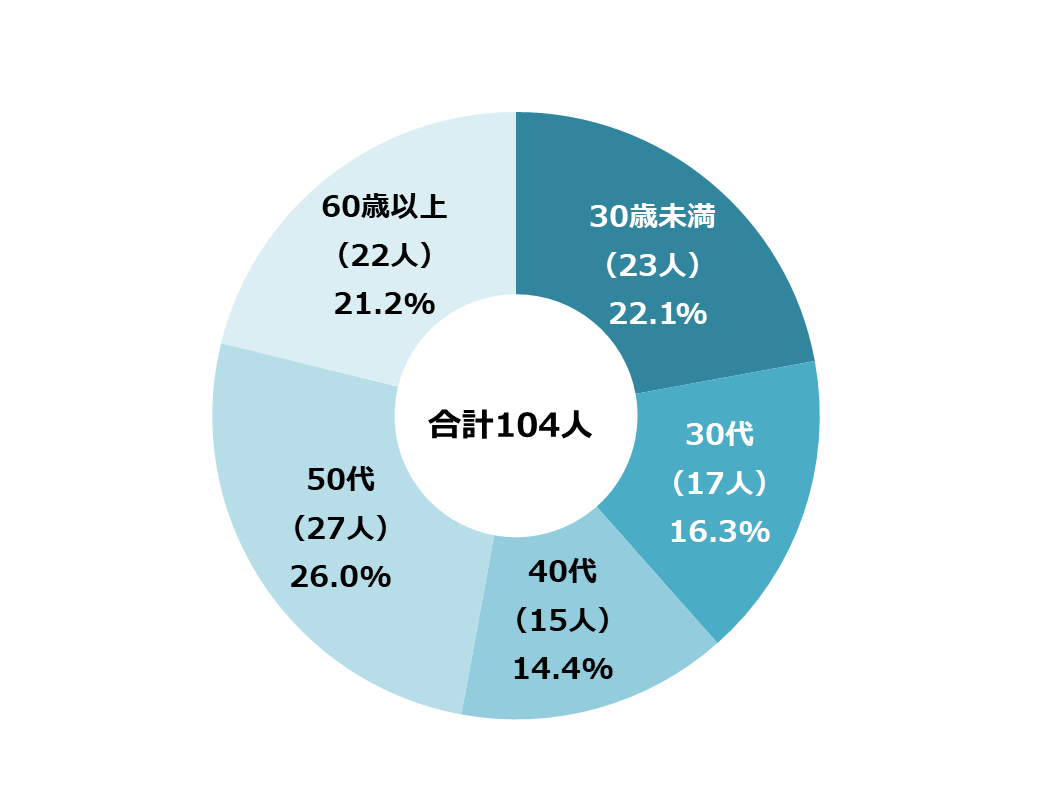 30歳未満
（23人）
22.1%
30代
（17人）
16.3%
40代
（15人）
14.4%
50代
（27人）
26.0%
60歳以上
（22人）
21.2%
合計104人